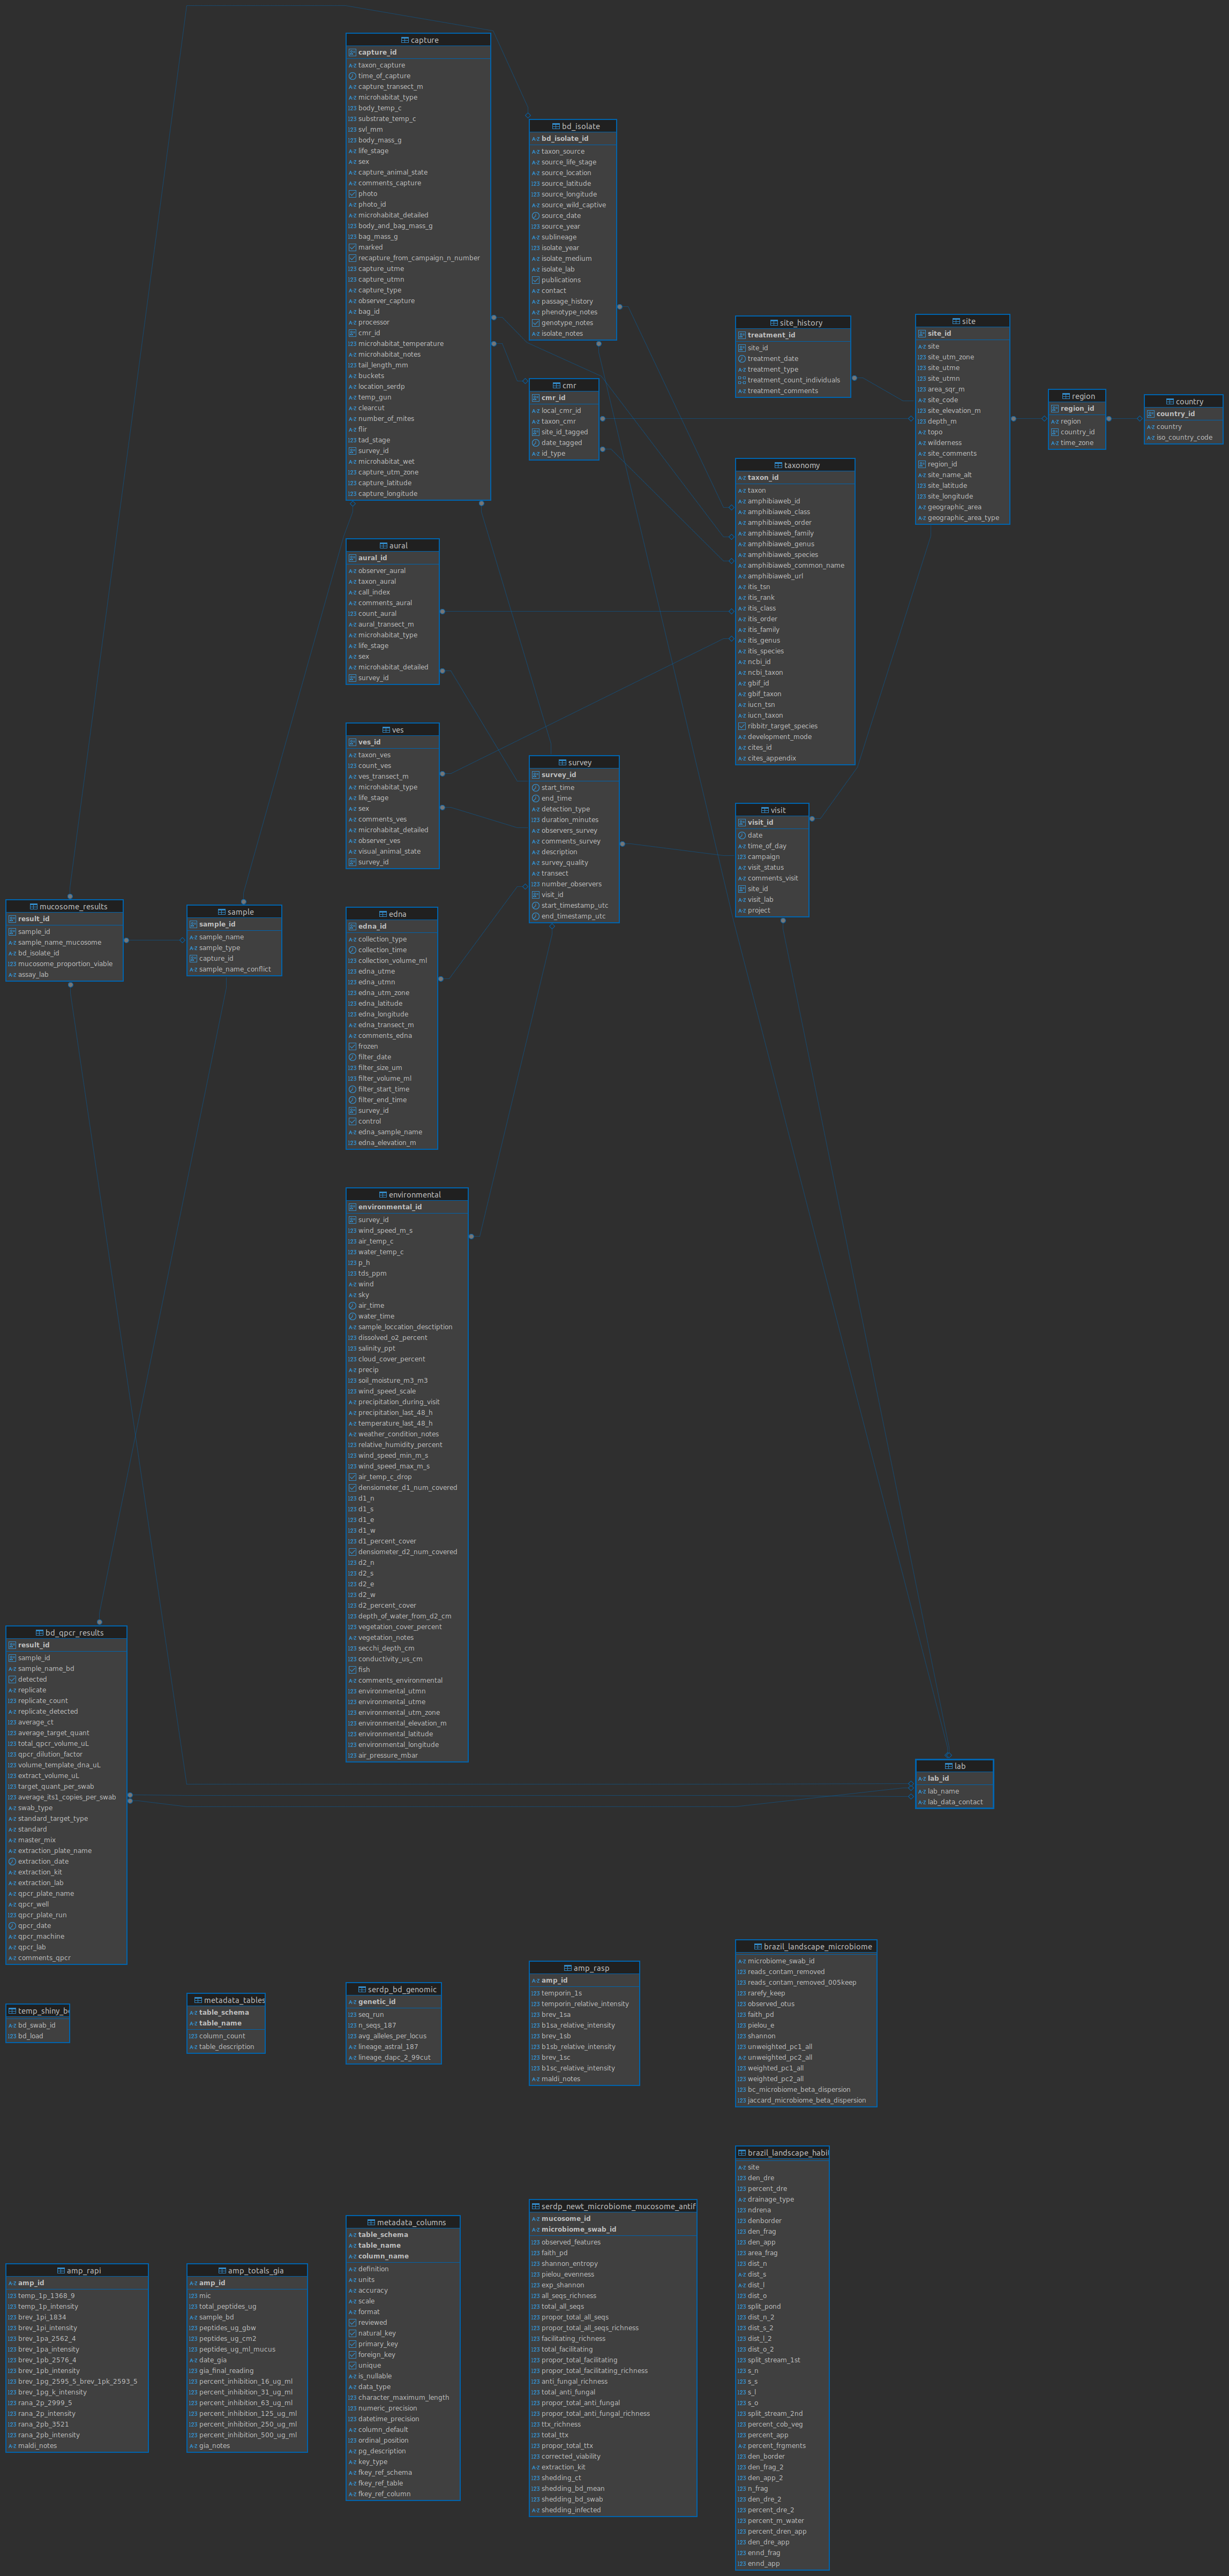 capture
capture_id
taxon_capture
time_of_capture
capture_transect_m
microhabitat_type
body_temp_c
substrate_temp_c
svl_mm
body_mass_g
life_stage
sex
capture_animal_state
comments_capture
photo
photo_id
microhabitat_detailed
body_and_bag_mass_g
bag_mass_g
marked
recapture_from_campaign_n_number
capture_utme
capture_utmn
capture_type
observer_capture
bag_id
processor
cmr_id
microhabitat_temperature
microhabitat_notes
tail_length_mm
buckets
location_serdp
temp_gun
clearcut
number_of_mites
flir
tad_stage
survey_id
microhabitat_wet
capture_utm_zone
capture_latitude
capture_longitude
bd_isolate
bd_isolate_id
taxon_source
source_life_stage
source_location
source_latitude
source_longitude
source_wild_captive
source_date
source_year
sublineage
isolate_year
isolate_medium
isolate_lab
publications
contact
passage_history
phenotype_notes
genotype_notes
isolate_notes
site_history
treatment_id
site_id
treatment_date
treatment_type
treatment_count_individuals
treatment_comments
site
site_id
site
site_utm_zone
site_utme
site_utmn
area_sqr_m
site_code
site_elevation_m
depth_m
topo
wilderness
site_comments
region_id
site_name_alt
site_latitude
site_longitude
geographic_area
geographic_area_type
region
region_id
region
country_id
time_zone
country
country_id
country
iso_country_code
cmr
cmr_id
local_cmr_id
taxon_cmr
site_id_tagged
date_tagged
id_type
taxonomy
taxon_id
taxon
amphibiaweb_id
amphibiaweb_class
amphibiaweb_order
amphibiaweb_family
amphibiaweb_genus
amphibiaweb_species
amphibiaweb_common_name
amphibiaweb_url
itis_tsn
itis_rank
itis_class
itis_order
itis_family
itis_genus
itis_species
ncbi_id
ncbi_taxon
gbif_id
gbif_taxon
iucn_tsn
iucn_taxon
ribbitr_target_species
development_mode
cites_id
cites_appendix
aural
aural_id
observer_aural
taxon_aural
call_index
comments_aural
count_aural
aural_transect_m
microhabitat_type
life_stage
sex
microhabitat_detailed
survey_id
ves
ves_id
taxon_ves
count_ves
ves_transect_m
microhabitat_type
life_stage
sex
comments_ves
microhabitat_detailed
observer_ves
visual_animal_state
survey_id
survey
survey_id
start_time
end_time
detection_type
duration_minutes
observers_survey
comments_survey
description
survey_quality
transect
number_observers
visit_id
start_timestamp_utc
end_timestamp_utc
visit
visit_id
date
time_of_day
campaign
visit_status
comments_visit
site_id
visit_lab
project
mucosome_results
result_id
sample_id
sample_name_mucosome
bd_isolate_id
mucosome_proportion_viable
assay_lab
sample
sample_id
sample_name
sample_type
capture_id
sample_name_conflict
edna
edna_id
collection_type
collection_time
collection_volume_ml
edna_utme
edna_utmn
edna_utm_zone
edna_latitude
edna_longitude
edna_transect_m
comments_edna
frozen
filter_date
filter_size_um
filter_volume_ml
filter_start_time
filter_end_time
survey_id
control
edna_sample_name
edna_elevation_m
environmental
environmental_id
survey_id
wind_speed_m_s
air_temp_c
water_temp_c
p_h
tds_ppm
wind
sky
air_time
water_time
sample_loccation_desctiption
dissolved_o2_percent
salinity_ppt
cloud_cover_percent
precip
soil_moisture_m3_m3
wind_speed_scale
precipitation_during_visit
precipitation_last_48_h
temperature_last_48_h
weather_condition_notes
relative_humidity_percent
wind_speed_min_m_s
wind_speed_max_m_s
air_temp_c_drop
densiometer_d1_num_covered
d1_n
d1_s
d1_e
d1_w
d1_percent_cover
densiometer_d2_num_covered
d2_n
d2_s
d2_e
d2_w
d2_percent_cover
depth_of_water_from_d2_cm
vegetation_cover_percent
vegetation_notes
secchi_depth_cm
conductivity_us_cm
fish
comments_environmental
environmental_utmn
environmental_utme
environmental_utm_zone
environmental_elevation_m
environmental_latitude
environmental_longitude
air_pressure_mbar
bd_qpcr_results
result_id
sample_id
sample_name_bd
detected
replicate
replicate_count
replicate_detected
average_ct
average_target_quant
total_qpcr_volume_uL
qpcr_dilution_factor
volume_template_dna_uL
extract_volume_uL
target_quant_per_swab
average_its1_copies_per_swab
swab_type
standard_target_type
standard
master_mix
extraction_plate_name
extraction_date
extraction_kit
extraction_lab
qpcr_plate_name
qpcr_well
qpcr_plate_run
qpcr_date
qpcr_machine
qpcr_lab
comments_qpcr
lab
lab_id
lab_name
lab_data_contact
temp_shiny_b
bd_swab_id
bd_load
metadata_tables
table_schema
table_name
column_count
table_description
serdp_bd_genomic
genetic_id
seq_run
n_seqs_187
avg_alleles_per_locus
lineage_astral_187
lineage_dapc_2_99cut
amp_rasp
amp_id
temporin_1s
temporin_relative_intensity
brev_1sa
b1sa_relative_intensity
brev_1sb
b1sb_relative_intensity
brev_1sc
b1sc_relative_intensity
maldi_notes
brazil_landscape_microbiome
microbiome_swab_id
reads_contam_removed
reads_contam_removed_005keep
rarefy_keep
observed_otus
faith_pd
pielou_e
shannon
unweighted_pc1_all
unweighted_pc2_all
weighted_pc1_all
weighted_pc2_all
bc_microbiome_beta_dispersion
jaccard_microbiome_beta_dispersion
amp_rapi
amp_id
temp_1p_1368_9
temp_1p_intensity
brev_1pi_1834
brev_1pi_intensity
brev_1pa_2562_4
brev_1pa_intensity
brev_1pb_2576_4
brev_1pb_intensity
brev_1pg_2595_5_brev_1pk_2593_5
brev_1pg_k_intensity
rana_2p_2999_5
rana_2p_intensity
rana_2pb_3521
rana_2pb_intensity
maldi_notes
amp_totals_gia
amp_id
mic
total_peptides_ug
sample_bd
peptides_ug_gbw
peptides_ug_cm2
peptides_ug_ml_mucus
date_gia
gia_final_reading
percent_inhibition_16_ug_ml
percent_inhibition_31_ug_ml
percent_inhibition_63_ug_ml
percent_inhibition_125_ug_ml
percent_inhibition_250_ug_ml
percent_inhibition_500_ug_ml
gia_notes
metadata_columns
table_schema
table_name
column_name
definition
units
accuracy
scale
format
reviewed
natural_key
primary_key
foreign_key
unique
is_nullable
data_type
character_maximum_length
numeric_precision
datetime_precision
column_default
ordinal_position
pg_description
key_type
fkey_ref_schema
fkey_ref_table
fkey_ref_column
serdp_newt_microbiome_mucosome_antif
mucosome_id
microbiome_swab_id
observed_features
faith_pd
shannon_entropy
pielou_evenness
exp_shannon
all_seqs_richness
total_all_seqs
propor_total_all_seqs
propor_total_all_seqs_richness
facilitating_richness
total_facilitating
propor_total_facilitating
propor_total_facilitating_richness
anti_fungal_richness
total_anti_fungal
propor_total_anti_fungal
propor_total_anti_fungal_richness
ttx_richness
total_ttx
propor_total_ttx
corrected_viability
extraction_kit
shedding_ct
shedding_bd_mean
shedding_bd_swab
shedding_infected
brazil_landscape_habi
site
den_dre
percent_dre
drainage_type
ndrena
denborder
den_frag
den_app
area_frag
dist_n
dist_s
dist_l
dist_o
split_pond
dist_n_2
dist_s_2
dist_l_2
dist_o_2
split_stream_1st
s_n
s_s
s_l
s_o
split_stream_2nd
percent_cob_veg
percent_app
percent_frgments
den_border
den_frag_2
den_app_2
n_frag
den_dre_2
percent_dre_2
percent_m_water
percent_dren_app
den_dre_app
ennd_frag
ennd_app